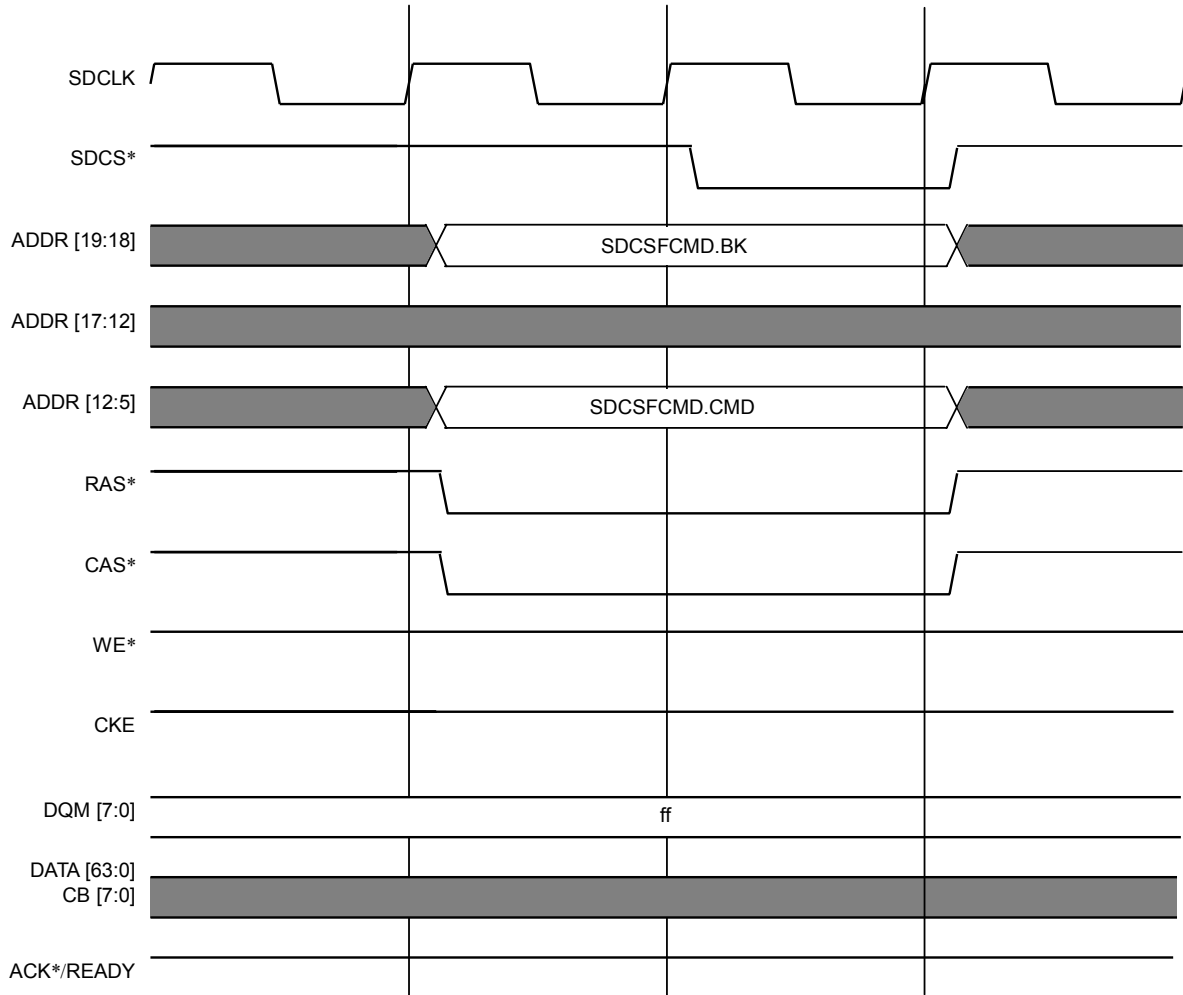 SDCLK
SDCS*
ADDR [19:18]
SDCSFCMD.BK
ADDR [17:12]
ADDR [12:5]
SDCSFCMD.CMD
RAS*
CAS*
WE*
CKE
DQM [7:0]
ff
DATA [63:0]
CB [7:0]
ACK*/READY